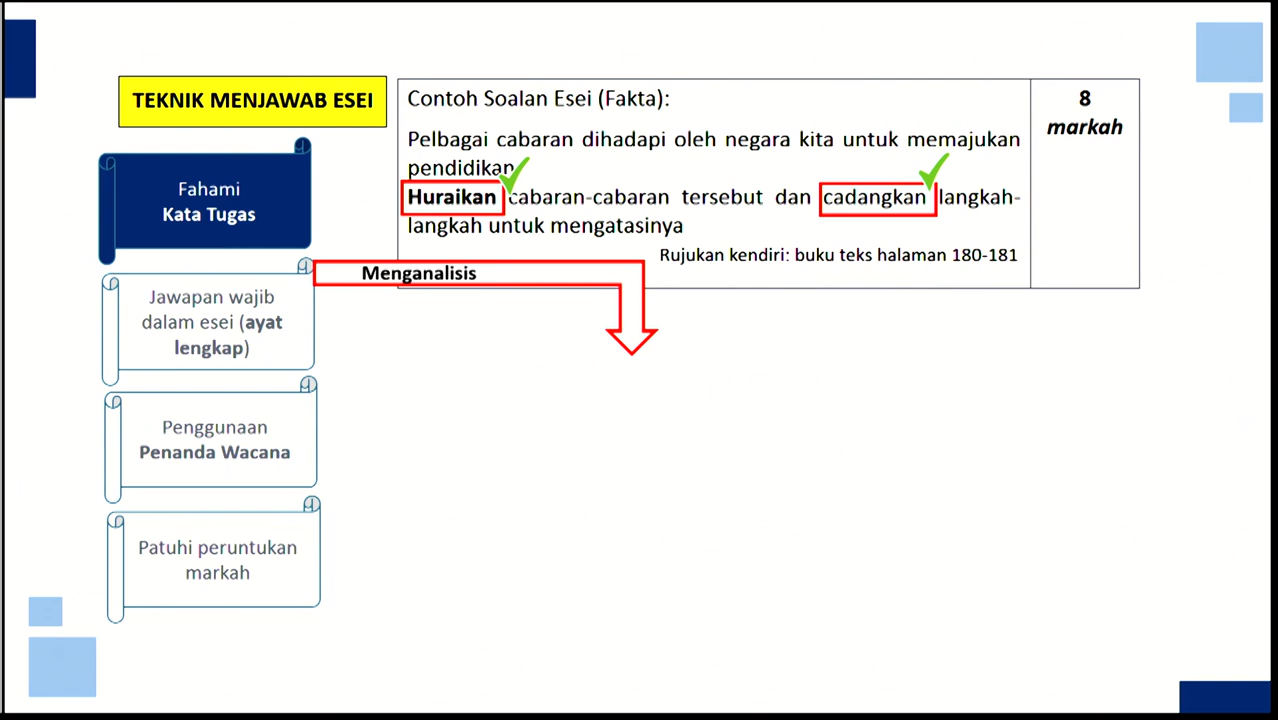 TEKNIK MENJAWAB ESEI
Contoh Soalan Esei (Fakta):
Pelbagai cabaran dihadapi oleh negara kita untuk memajukan
pendidikan
Huraikan cabaran-cabaran tersebut dan cadangkan langkah-
langkah untuk mengatasinya
Rujukan kendiri: buku teks halaman 180-181
8
markah
Fahami
Kata Tugas
Menganalisis
Jawapan wajib
dalam esei (ayat
lengkap)
Penggunaan
Penanda Wacana
Patuhi peruntukan
markah